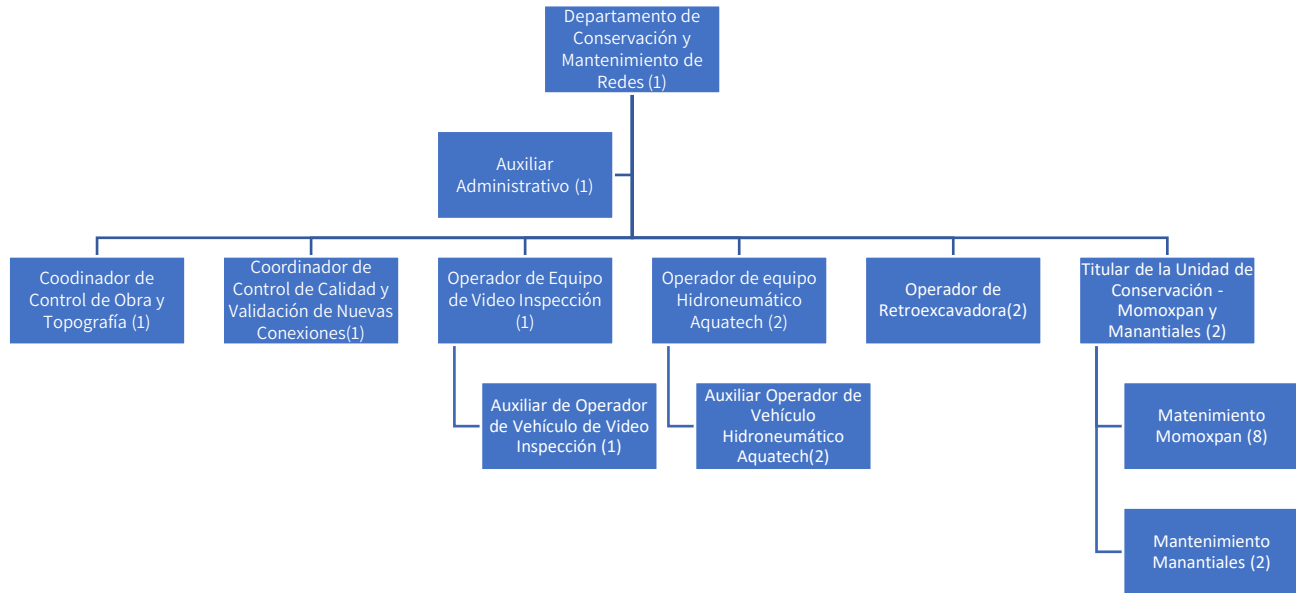 Departamento de
Conservación y
Mantenimiento de
Redes (1)
Auxiliar
Administrativo (1)
Coodinador de
Control de Obra y
Topografía (1)
Coordinador de
Control de Calidad y
Validación de Nuevas
Conexiones(1)
Operador de Equipo
de Video Inspección
(1)
Operador de equipo
Hidroneumático
Aquatech (2)
Operador de
Retroexcavadora(2)
Titular de la Unidad de
Conservación -
Momoxpan y
Manantiales (2)
Auxiliar de Operador
de Vehículo de Video
Inspección (1)
Auxiliar Operador de
Vehículo
Hidroneumático
Aquatech(2)
Matenimiento
Momoxpan (8)
Mantenimiento
Manantiales (2)